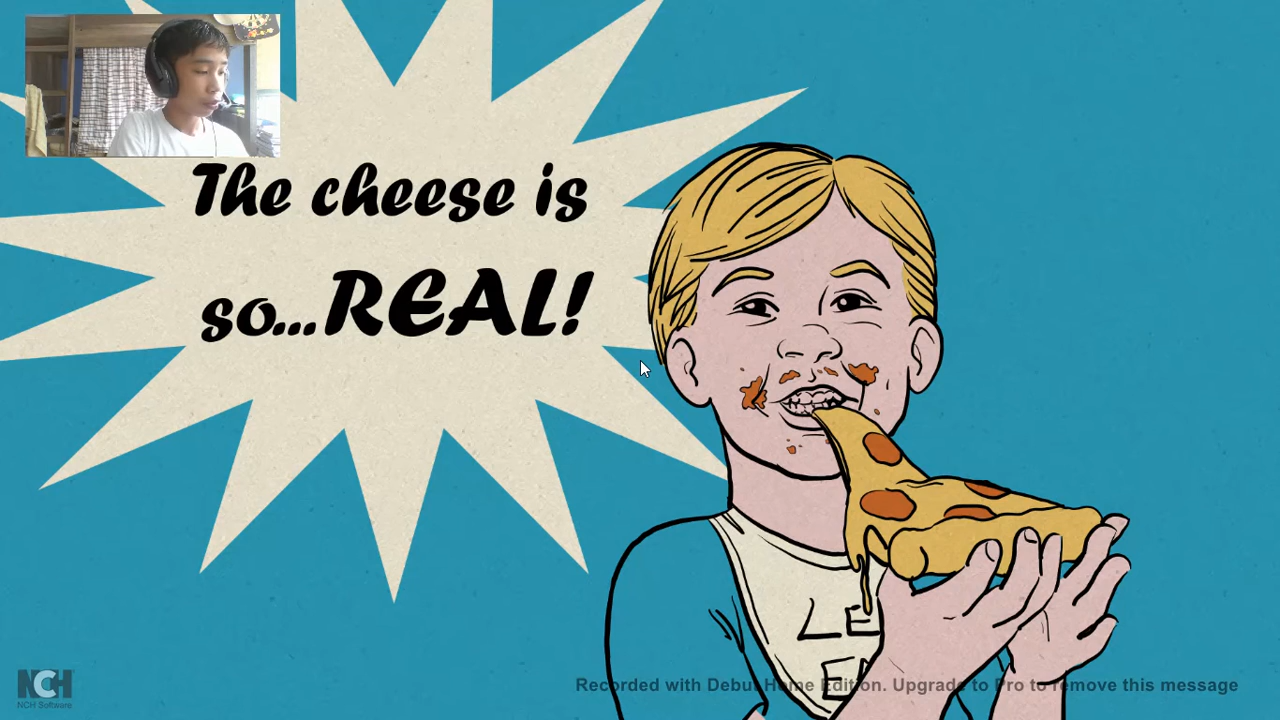 The cheese is
so...REAL!
LE
E
NCH
NCH Software
Recorded with Debut Home Edition. Upgrade to Pro to remove this message